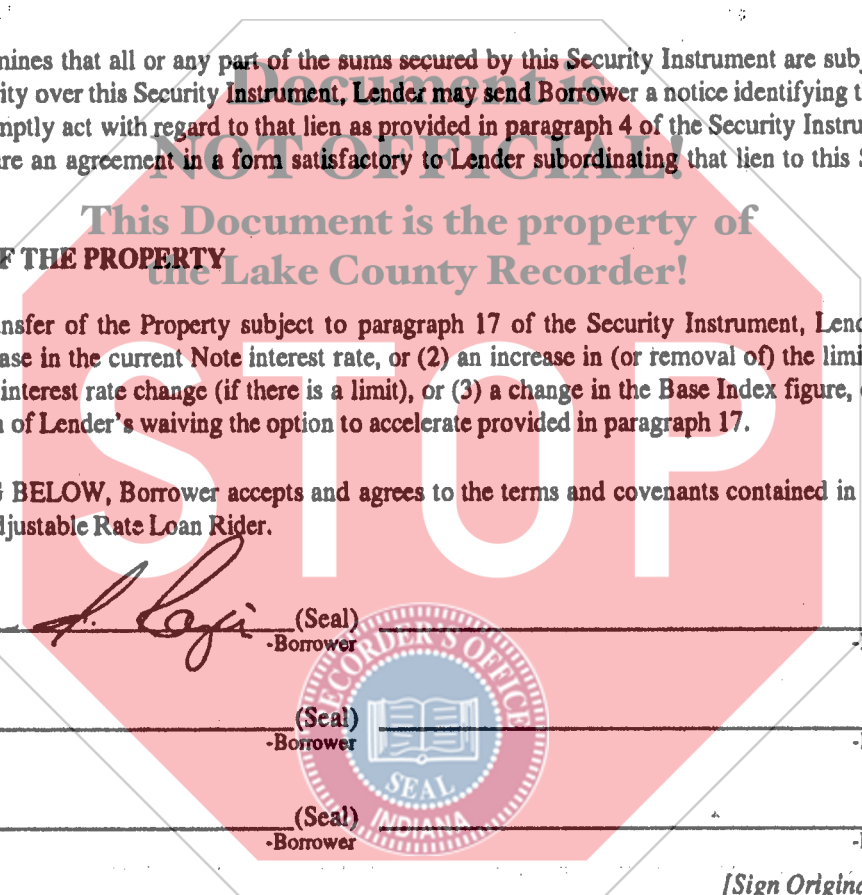 mines that all or any part of the sums secured by this Security Instrument are sub
Document is
rity over this Security Instrument, Lender may send Borrower a notice identifying t
mptly act with regard to that lien as provided in paragraph 4 of the Security Instru
NOT OFFICIAL!
re an agreement in a form satisfactory to Lender subordinating that lien to this S
This Document is the property of
F THE PROPERTY
the Lake County Recorder!
nsfer of the Property subject to paragraph 17 of the Security Instrument, Lend
ase in the current Note interest rate, or (2) an increase in (or removal of) the limi
interest rate change (if there is a limit), or (3) a change in the Base Index figure,
n of Lender's waiving the option to accelerate provided in paragraph 17.
STOP
G BELOW, Borrower accepts and agrees to the terms and covenants contained in
djustable Rate Loan Rider.
(Seal)
-Borrower
RECORDER'S OFFICE
(Seal)
-Borrower
SEAL
INDIANA
(Seal)
-Borrower
[Sign Origina